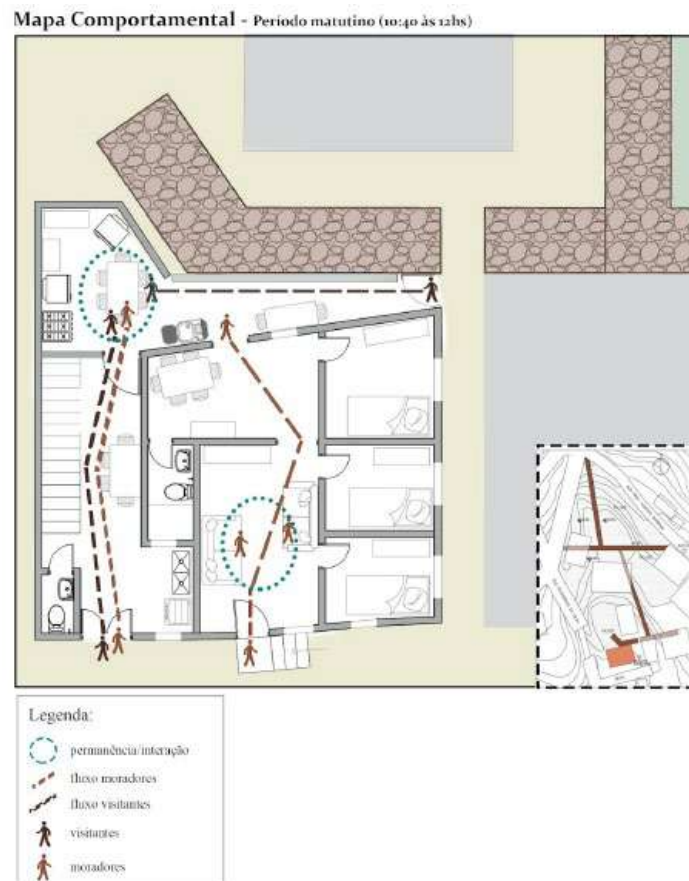 Mapa Comportamental - Período matutino (10:40 às 12hs)
Legenda:
permanência/interação
fluxo moradores
fluxo visitantes
visitantes
moradores